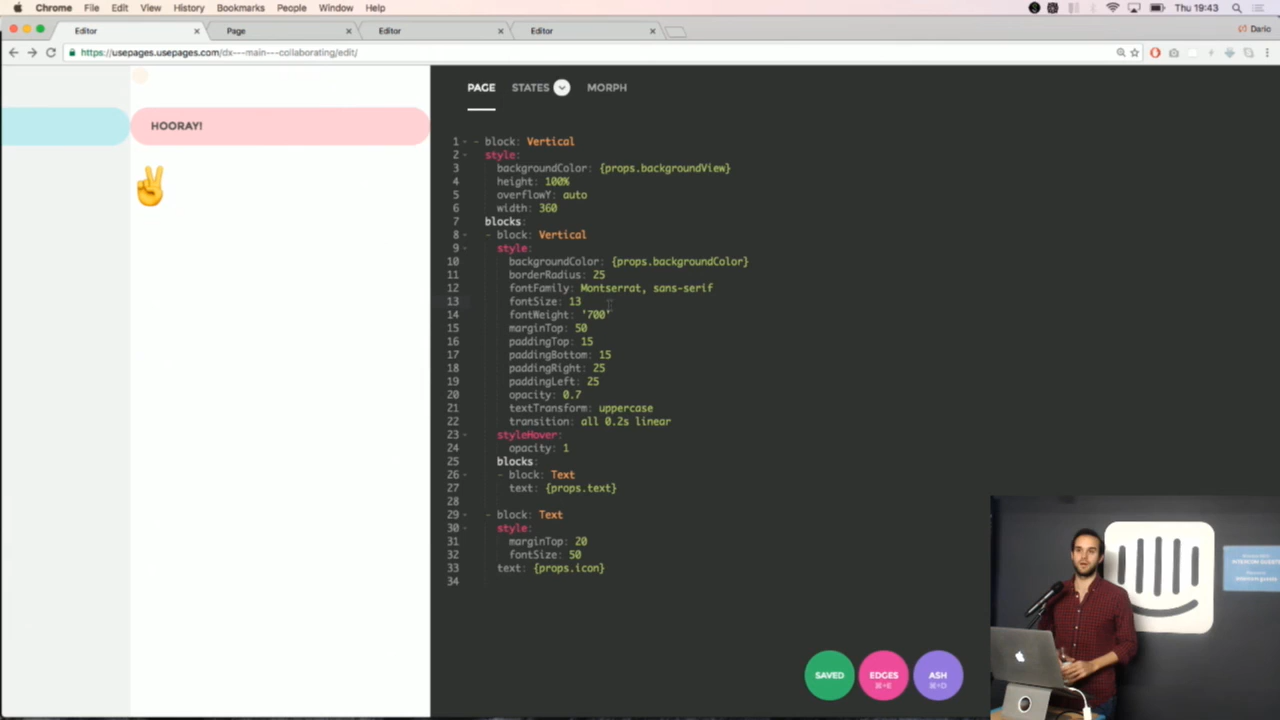 Chrome File Edit View History Bookmarks People Window Help
Thu 19:43
Editor
Page
Editor
Editor
Dario
https://usepages.usepages.com/dx---main---collaborating/edit/
HOORAY!
PAGE STATES MORPH
1 - block: Vertical
2 style:
3 backgroundColor: {props.backgroundView}
4 height: 100%
5 overflowY: auto
6 width: 360
7 blocks:
8 - block: Vertical
9 style:
10 backgroundColor: {props.backgroundColor}
11 borderRadius: 25
12 fontFamily: Montserrat, sans-serif
13 fontSize: 13
14 fontWeight: '700'
15 marginTop: 50
16 paddingTop: 15
17 paddingBottom: 15
18 paddingRight: 25
19 paddingLeft: 25
20 opacity: 0.7
21 textTransform: uppercase
22 transition: all 0.2s linear
23 styleHover:
24 opacity: 1
25 blocks:
26 - block: Text
27 text: {props.text}
28
29 - block: Text
30 style:
31 marginTop: 20
32 fontSize: 50
33 text: {props.icon}
34
SAVED
EDGES
⌘+E
ASH
⌘+D